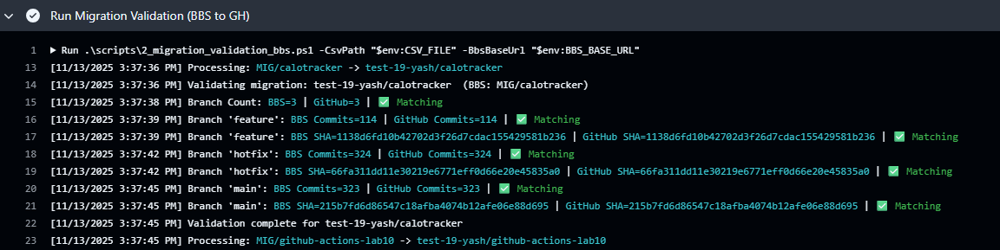 Run Migration Validation (BBS to GH)
1 Run .\scripts\2_migration_validation_bbs.ps1 -CsvPath "$env:CSV_FILE" -BbsBaseUrl "$env:BBS_BASE_URL"
13 [11/13/2025 3:37:36 PM] Processing: MIG/calotracker -> test-19-yash/calotracker
14 [11/13/2025 3:37:36 PM] Validating migration: test-19-yash/calotracker (BBS: MIG/calotracker)
15 [11/13/2025 3:37:38 PM] Branch Count: BBS=3 | GitHub=3 | ✅ Matching
16 [11/13/2025 3:37:39 PM] Branch 'feature': BBS Commits=114 | GitHub Commits=114 | ✅ Matching
17 [11/13/2025 3:37:39 PM] Branch 'feature': BBS SHA=1138d6fd10b42702d3f26d7cdac155429581b236 | GitHub SHA=1138d6fd10b42702d3f26d7cdac155429581b236 | ✅ Matching
18 [11/13/2025 3:37:42 PM] Branch 'hotfix': BBS Commits=324 | GitHub Commits=324 | ✅ Matching
19 [11/13/2025 3:37:42 PM] Branch 'hotfix': BBS SHA=66fa311dd11e30219e6771eff0d66e20e45835a0 | GitHub SHA=66fa311dd11e30219e6771eff0d66e20e45835a0 | ✅ Matching
20 [11/13/2025 3:37:45 PM] Branch 'main': BBS Commits=323 | GitHub Commits=323 | ✅ Matching
21 [11/13/2025 3:37:45 PM] Branch 'main': BBS SHA=215b7fd6d86547c18afba4074b12afe06e88d695 | GitHub SHA=215b7fd6d86547c18afba4074b12afe06e88d695 | ✅ Matching
22 [11/13/2025 3:37:45 PM] Validation complete for test-19-yash/calotracker
23 [11/13/2025 3:37:45 PM] Processing: MIG/github-actions-lab10 -> test-19-yash/github-actions-lab10